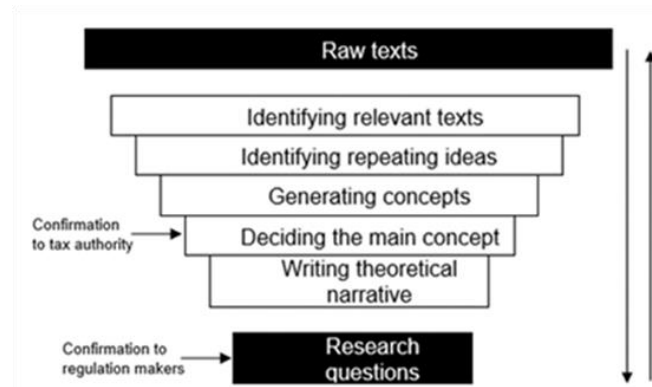 Raw texts
Identifying relevant texts
Identifying repeating ideas
Generating concepts
Confirmation
to tax authority
Deciding the main concept
Writing theoretical
narrative
Confirmation to
regulation makers
Research
questions